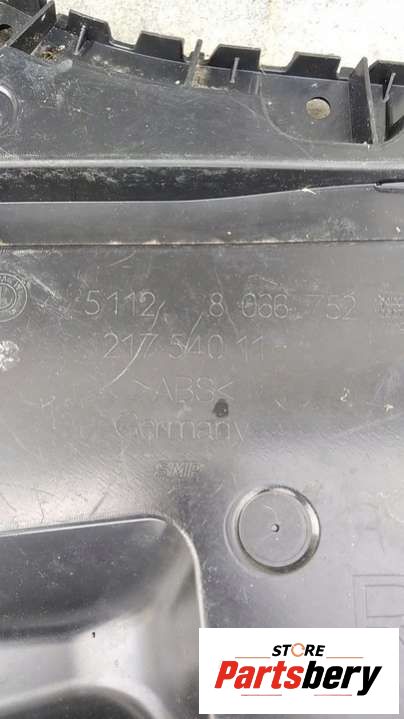 5112 8 066 752
217 540 11
>ABS<
Germany
SMP
STORE
Partsbery